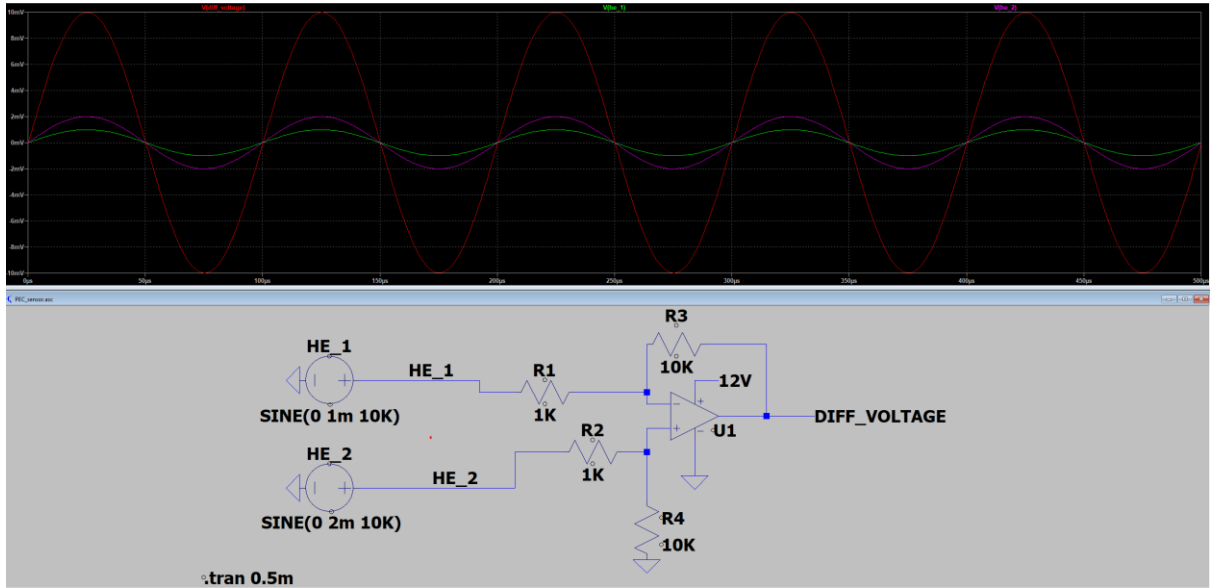 V(diff_voltage) V(he_1) V(he_2)
10mV
8mV
6mV
4mV
2mV
0mV
-2mV
-4mV
-6mV
-8mV
-10mV
0µs 50µs 100µs 150µs 200µs 250µs 300µs 350µs 400µs 450µs 500µs
PEC_sensor.asc
R3
10K
HE_1
HE_1
R1
1K
SINE(0 1m 10K)
12V
U1
DIFF_VOLTAGE
R2
1K
HE_2
HE_2
SINE(0 2m 10K)
R4
10K
.tran 0.5m